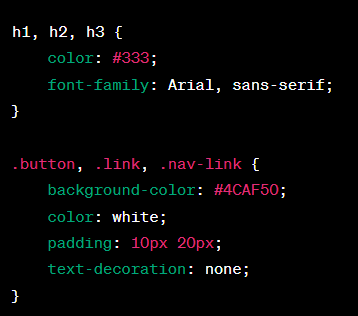 h1, h2, h3 {
    color: #333;
    font-family: Arial, sans-serif;
}

.button, .link, .nav-link {
    background-color: #4CAF50;
    color: white;
    padding: 10px 20px;
    text-decoration: none;
}